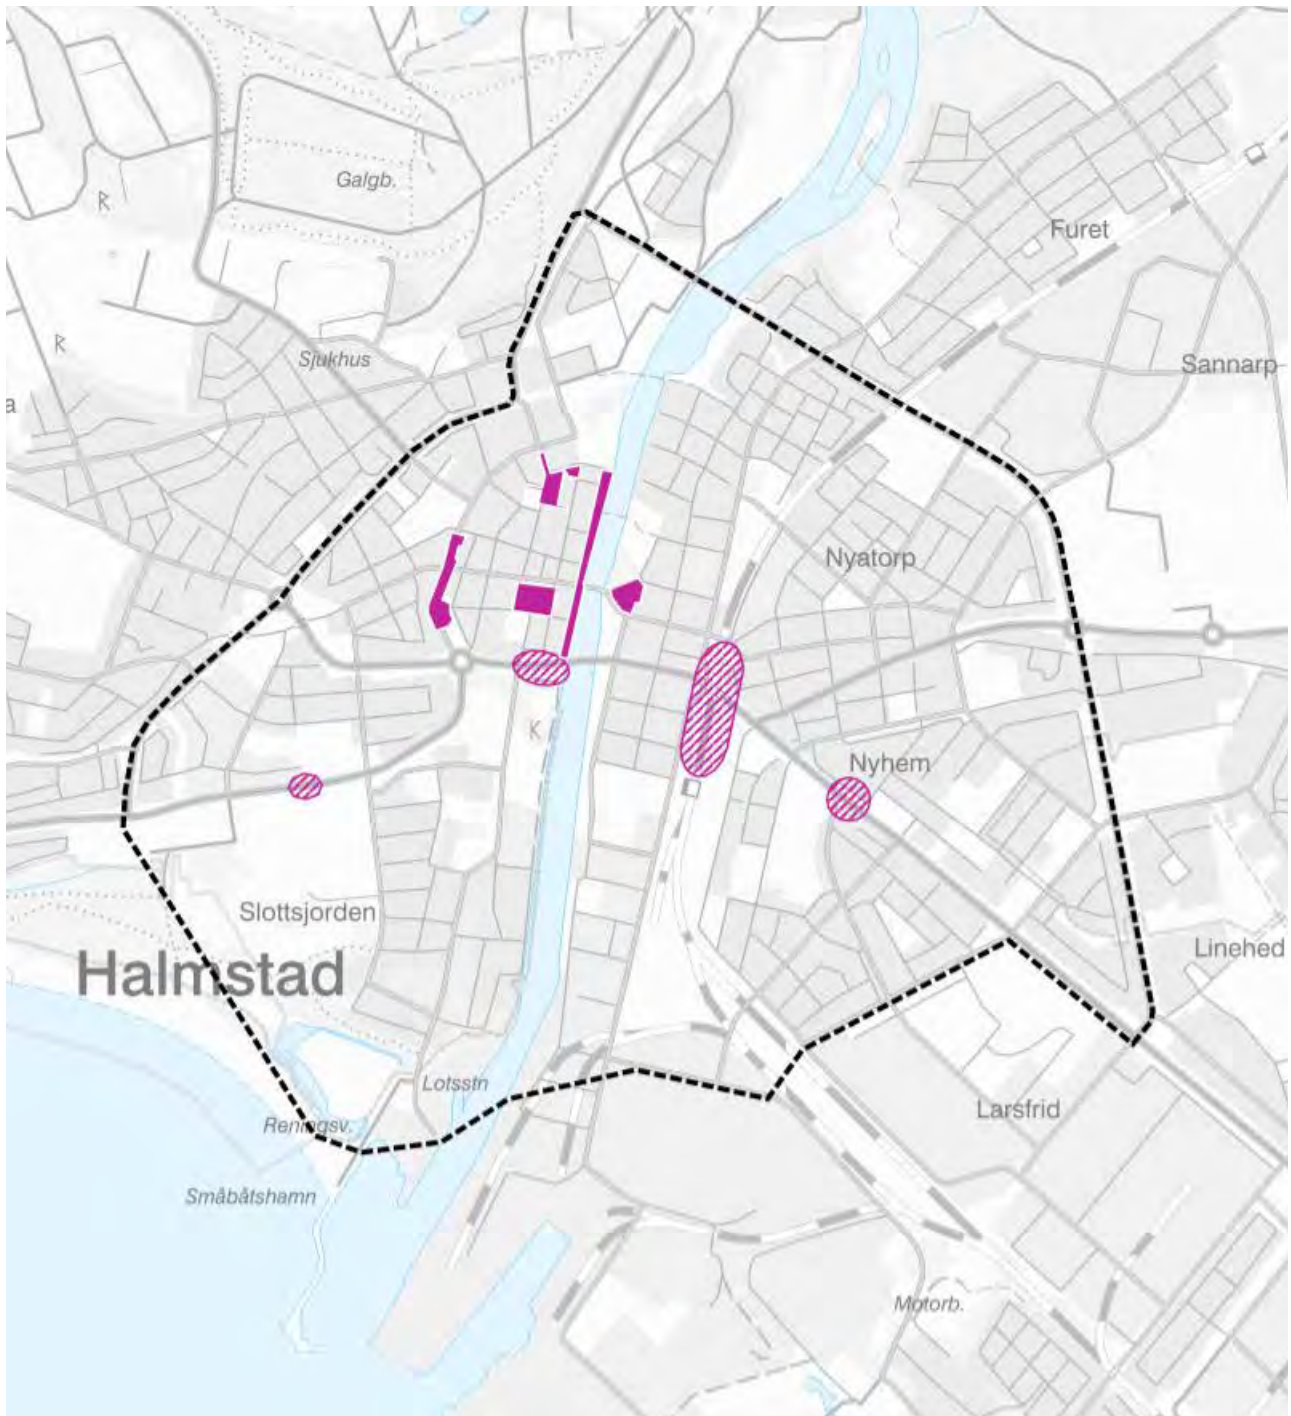 Galgb.
R
Furet
R
Sjukhus
Sannarp
a
Nyatorp
K
Nyhem
Slottsjorden
Linehed
Halmstad
Lotsstn
Larsfrid
Reningsv.
Småbåtshamn
Motorb.